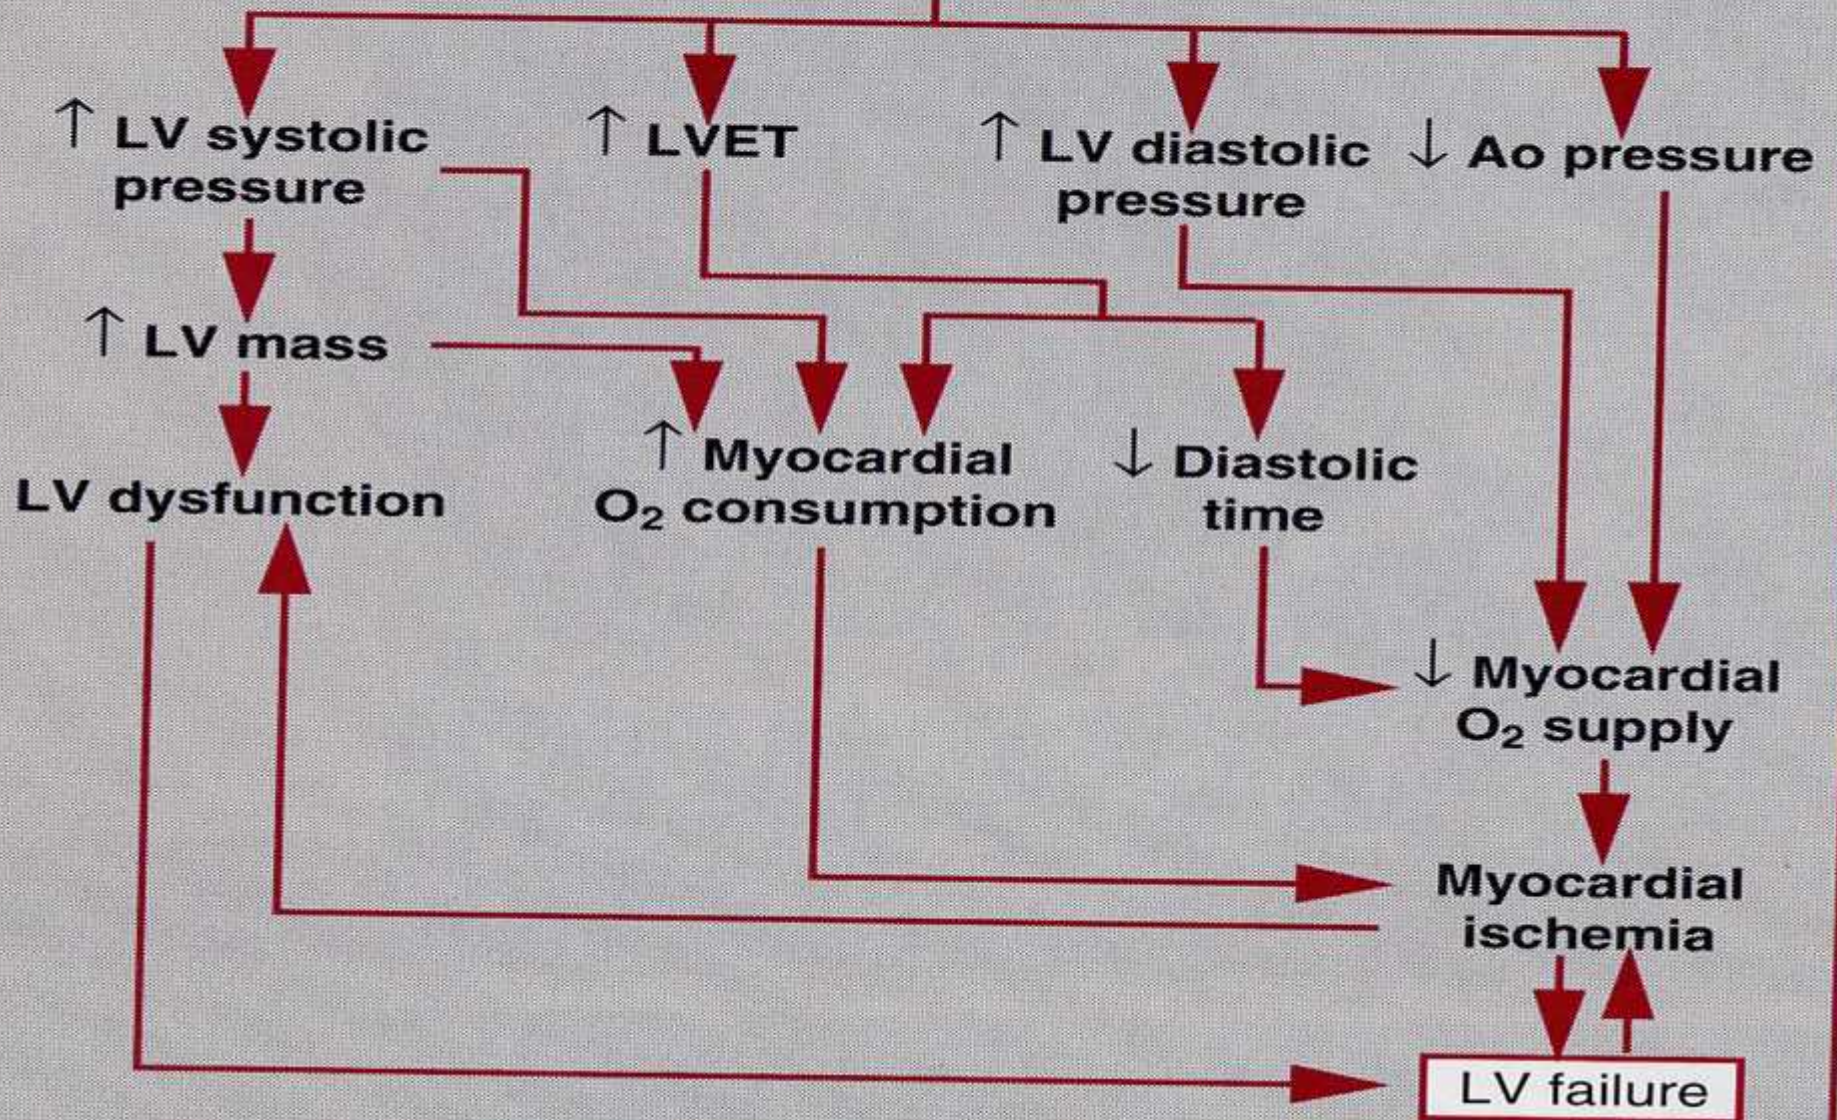 ↑ LV systolic
pressure
↑ LVET
↑ LV diastolic
pressure
↓ Ao pressure
↑ LV mass
LV dysfunction
↑ Myocardial
O₂ consumption
↓ Diastolic
time
↓ Myocardial
O₂ supply
Myocardial
ischemia
LV failure